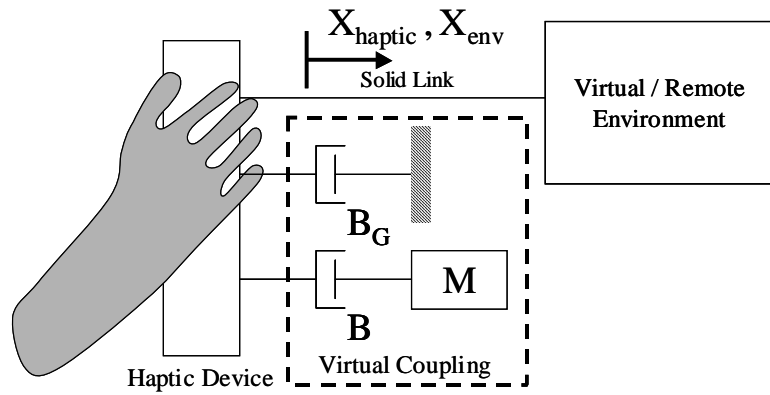 X_haptic , X_env
Solid Link
Virtual / Remote
Environment
B_G
M
B
Virtual Coupling
Haptic Device